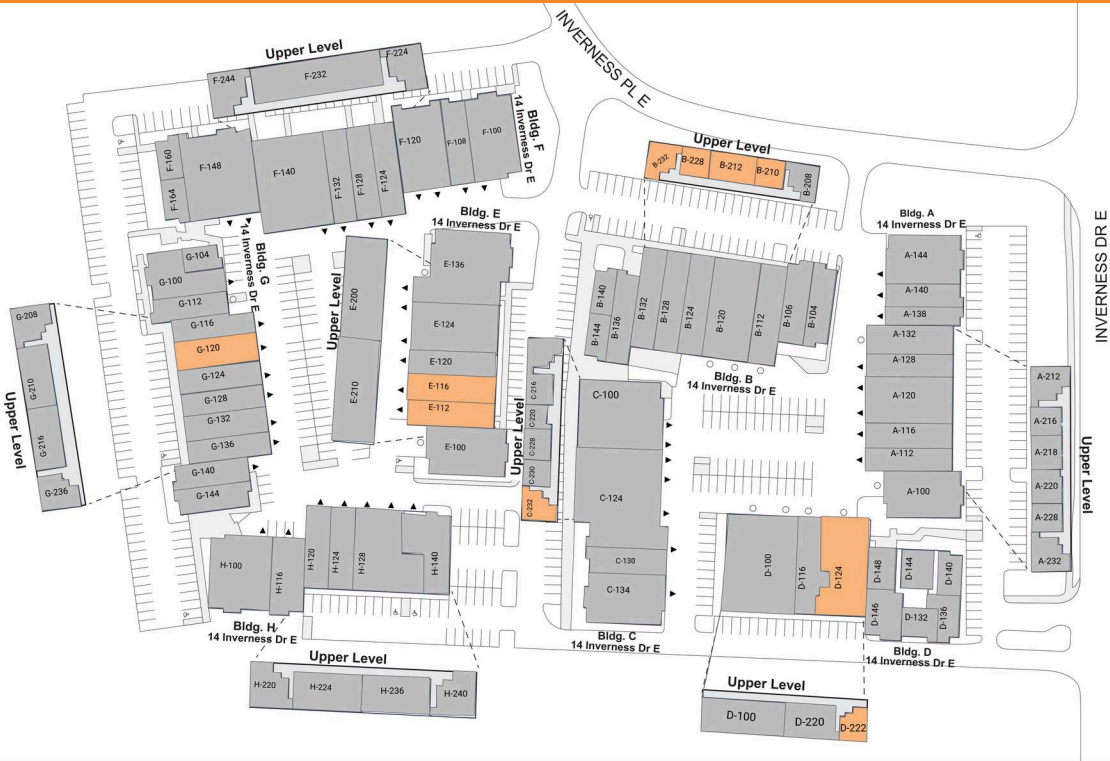 INVERNESS PL E
INVERNESS DR E
Upper Level
F-244
F-232
F-224
Bldg. F
14 Inverness Dr E
F-160
F-164
F-148
F-140
F-132
F-128
F-124
F-120
F-108
F-100
Upper Level
B-232
B-228
B-212
B-210
B-208
Bldg. A
14 Inverness Dr E
A-144
A-140
A-138
A-132
A-128
A-120
A-116
A-112
A-100
Upper Level
A-212
A-216
A-218
A-220
A-228
A-232
Bldg. G
14 Inverness Dr E
G-104
G-100
G-112
G-116
G-120
G-124
G-128
G-132
G-136
G-140
G-144
Upper Level
G-208
G-210
G-216
G-236
Bldg. E
14 Inverness Dr E
E-136
E-124
E-120
E-116
E-112
E-100
Upper Level
E-200
E-210
B-140
B-144
B-136
B-132
B-128
B-124
B-120
B-112
B-106
B-104
Bldg. B
14 Inverness Dr E
Upper Level
C-216
C-220
C-228
C-230
C-232
C-100
C-124
C-130
C-134
Bldg. C
14 Inverness Dr E
H-100
H-116
H-120
H-124
H-128
H-140
Bldg. H
14 Inverness Dr E
Upper Level
H-220
H-224
H-236
H-240
D-100
D-116
D-124
D-148
D-144
D-140
D-146
D-132
D-136
Bldg. D
14 Inverness Dr E
Upper Level
D-100
D-220
D-222